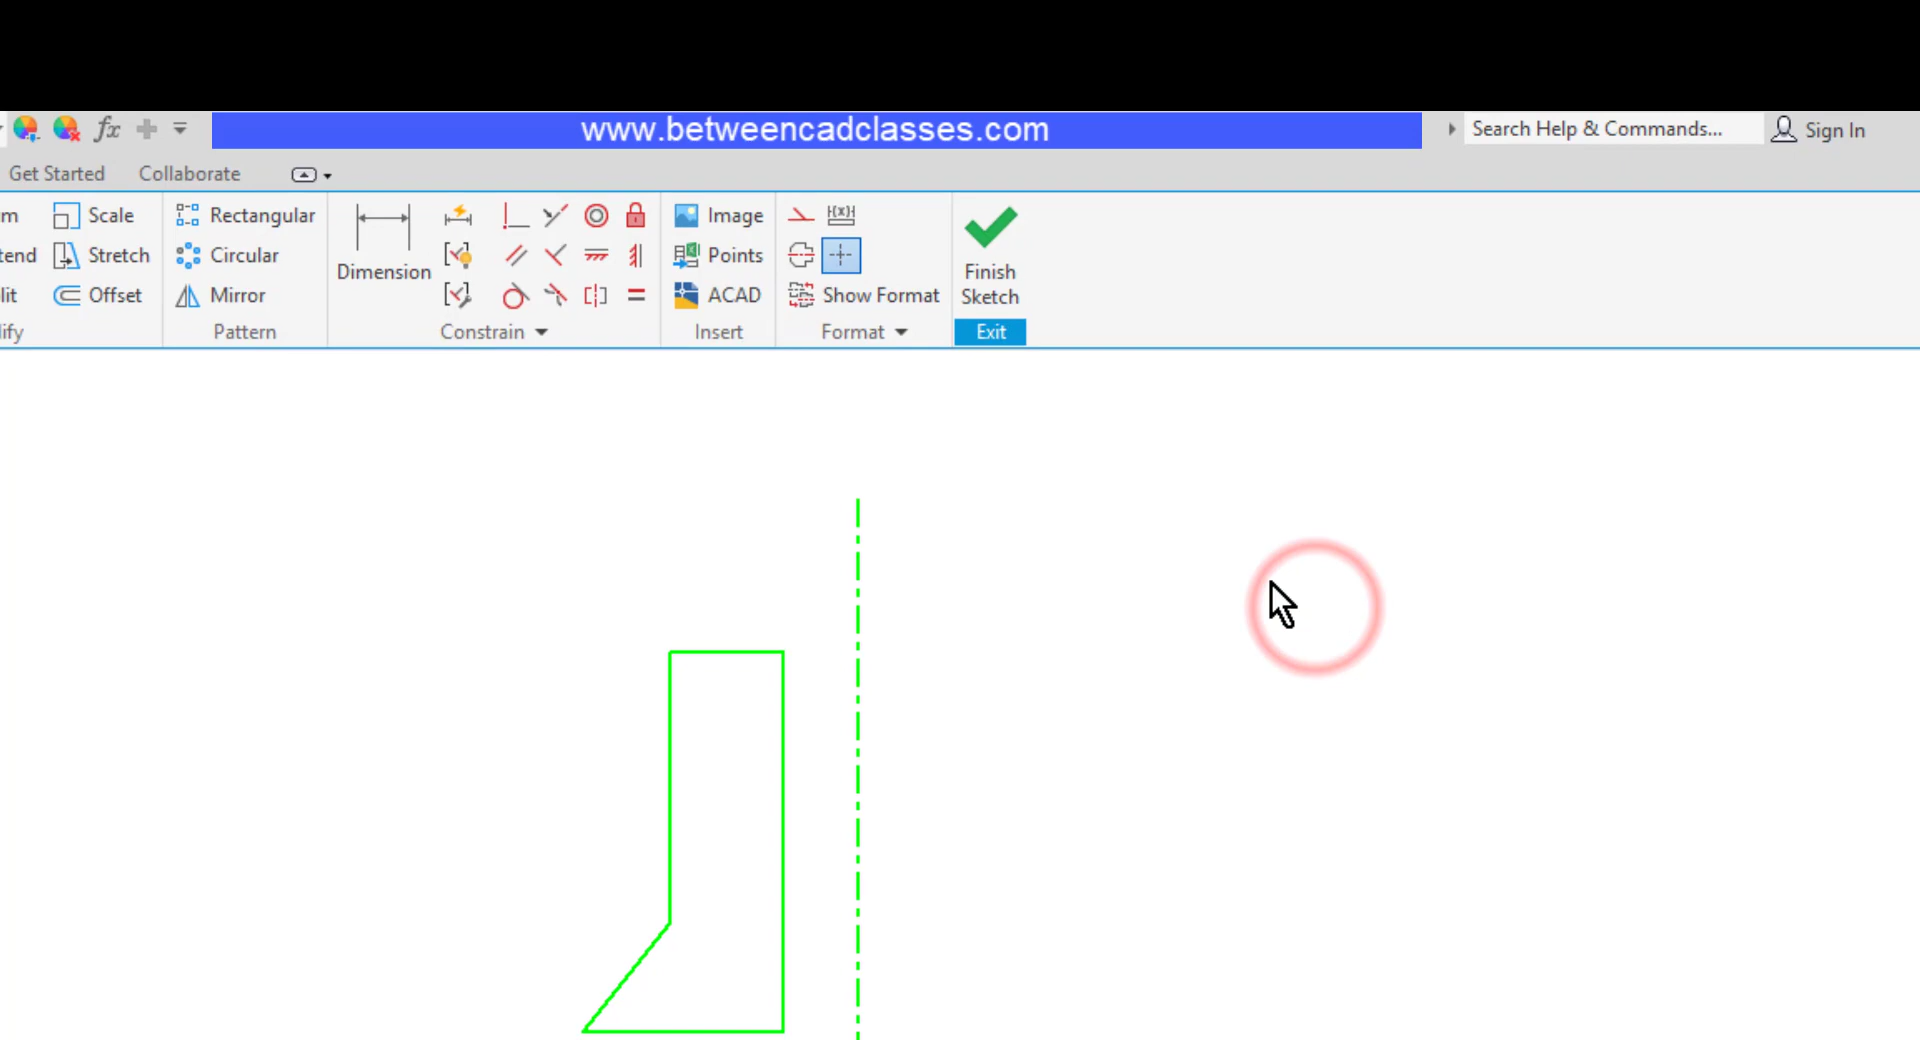 fx www.betweencadclasses.com Search Help & Commands... Sign In
Get Started Collaborate
m Scale Rectangular Image
tend Stretch Circular Dimension Points Finish
lit Offset Mirror ACAD Show Format Sketch
ify Pattern Constrain Insert Format Exit